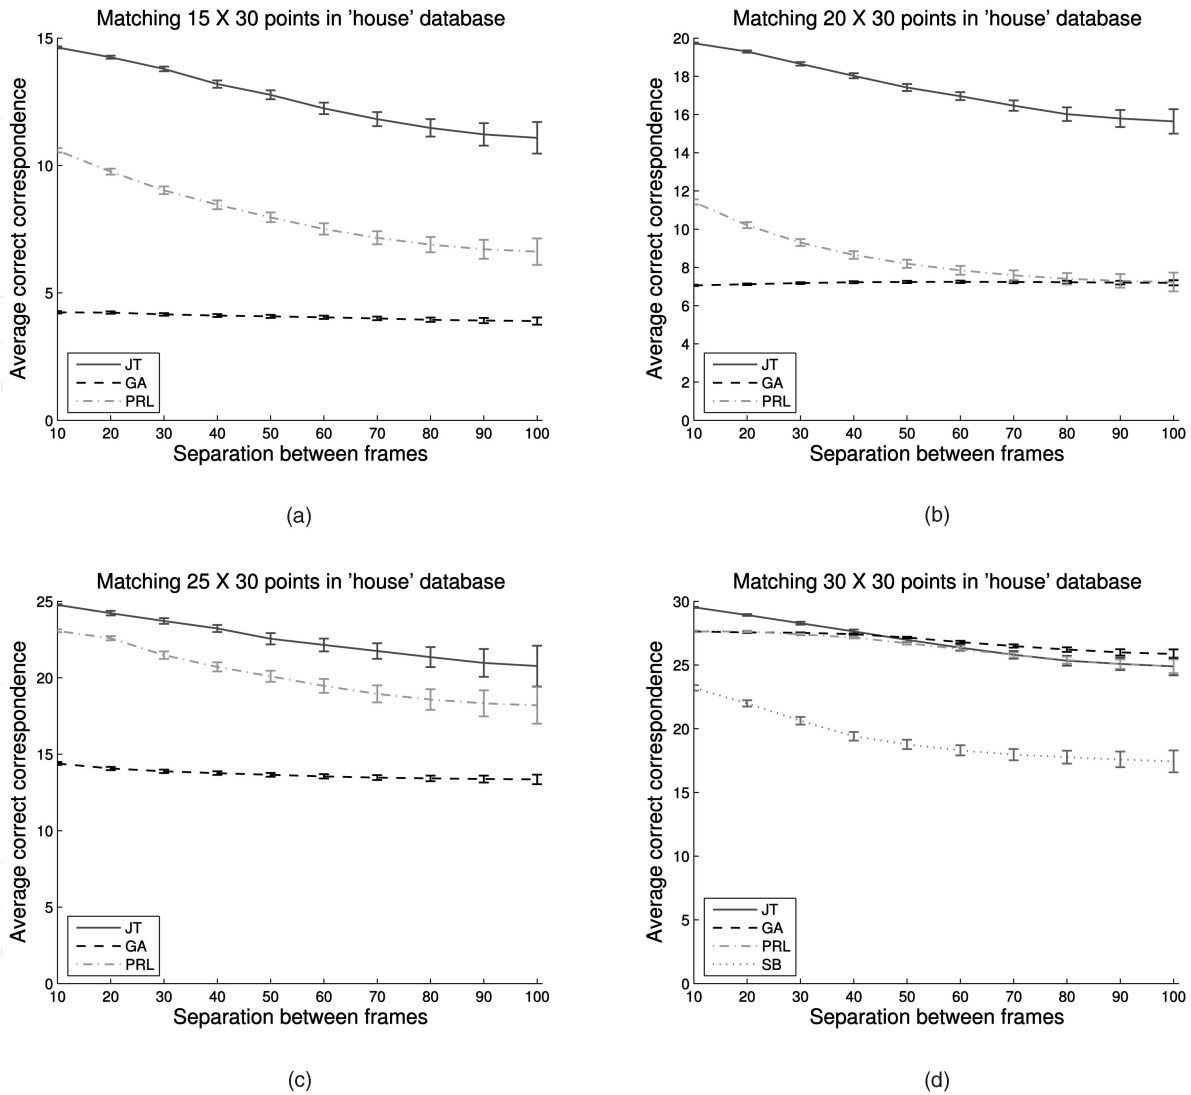 Matching 15 X 30 points in 'house' database
Average correct correspondence
15
10
5
0
JT
GA
PRL
10 20 30 40 50 60 70 80 90 100
Separation between frames
(a)
Matching 20 X 30 points in 'house' database
Average correct correspondence
20
18
16
14
12
10
8
6
4
2
0
JT
GA
PRL
10 20 30 40 50 60 70 80 90 100
Separation between frames
(b)
Matching 25 X 30 points in 'house' database
Average correct correspondence
25
20
15
10
5
0
JT
GA
PRL
10 20 30 40 50 60 70 80 90 100
Separation between frames
(c)
Matching 30 X 30 points in 'house' database
Average correct correspondence
30
25
20
15
10
5
0
JT
GA
PRL
SB
10 20 30 40 50 60 70 80 90 100
Separation between frames
(d)